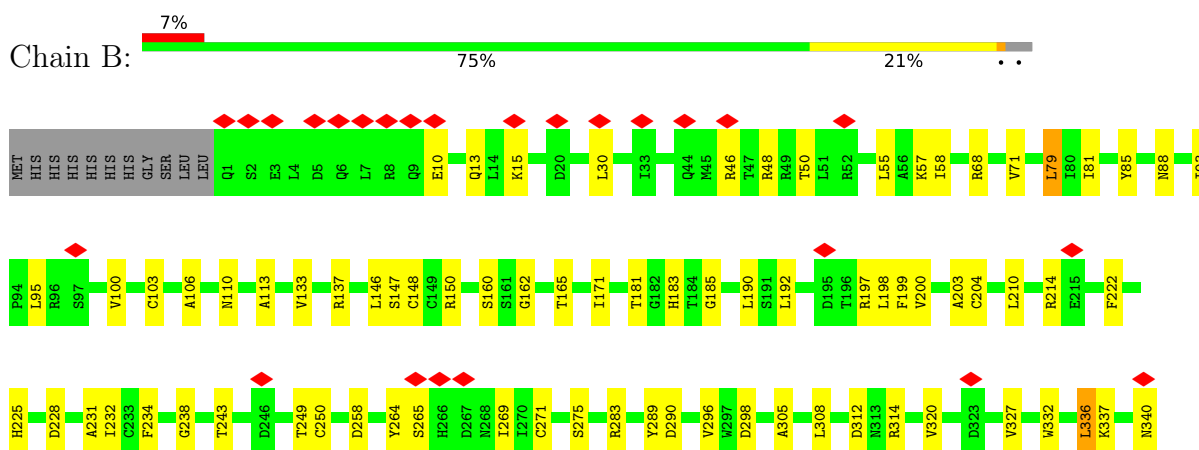 7%
Chain B:
75% 21% • •
MET HIS HIS HIS HIS HIS HIS GLY SER LEU LEU Q1 S2 E3 L4 D5 Q6 L7 R8 Q9 E10 Q13 L14 K15 D20 L30 I33 Q44 M45 R46 T47 R48 R49 T50 L51 R52 L55 A56 K57 I58 R68 V71 L79 I80 I81 Y85 N88
P94 L95 R96 S97 V100 C103 A106 N110 A113 V133 R137 L146 S147 C148 C149 R150 S160 S161 G162 T165 I171 T181 G182 H183 T184 G185 L190 S191 L192 D195 T196 R197 L198 F199 V200 A203 C204 L210 R214 E215 F222
H225 D228 A231 I232 C233 F234 G238 T243 D246 T249 C250 D258 Y264 S265 H266 D267 N268 I269 I270 C271 S275 R283 Y289 D290 V296 W297 D298 A305 L308 D312 N313 R314 V320 D323 V327 W332 L336 K337 N340